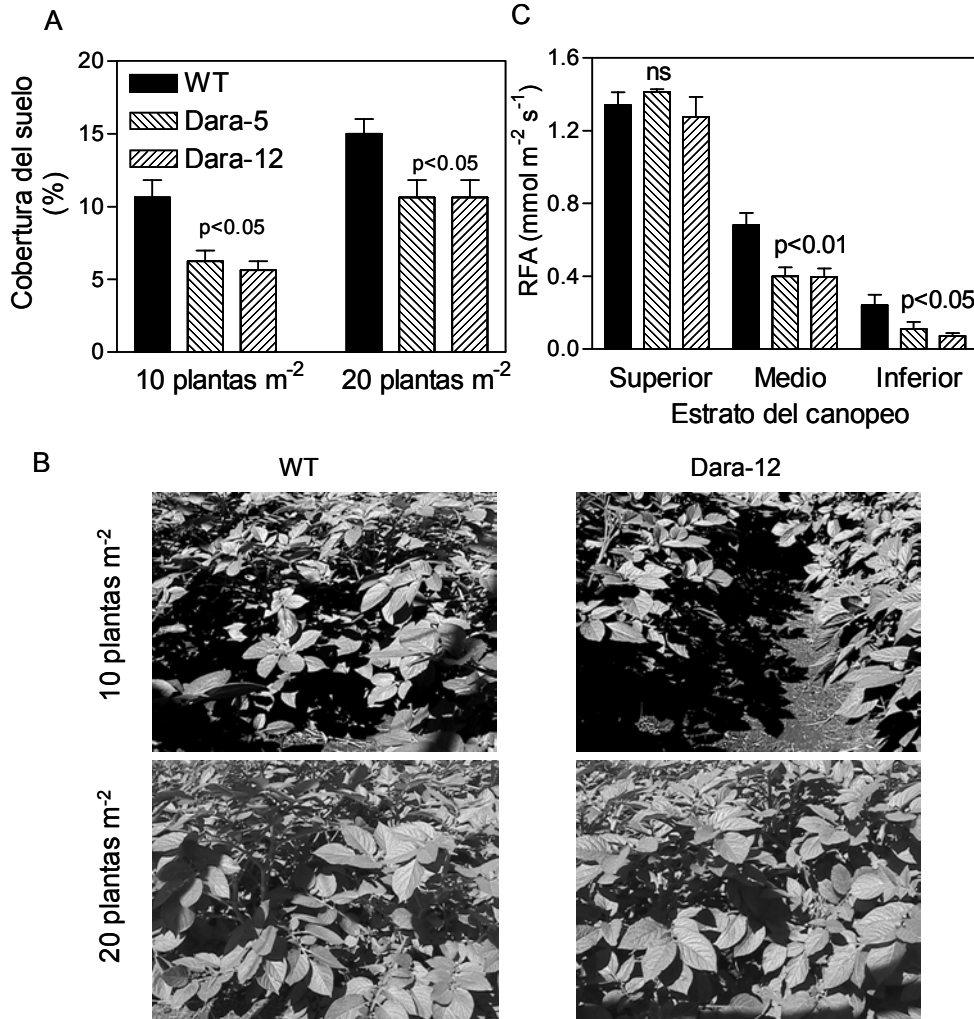 A
Cobertura del suelo
(%)
20
15
10
5
0
WT
Dara-5
Dara-12
p<0.05
p<0.05
10 plantas m-2
20 plantas m-2
C
RFA (mmol m-2 s-1)
1.6
1.2
0.8
0.4
0.0
ns
p<0.01
p<0.05
Superior
Medio
Inferior
Estrato del canopeo
B
WT
Dara-12
10 plantas m-2
20 plantas m-2